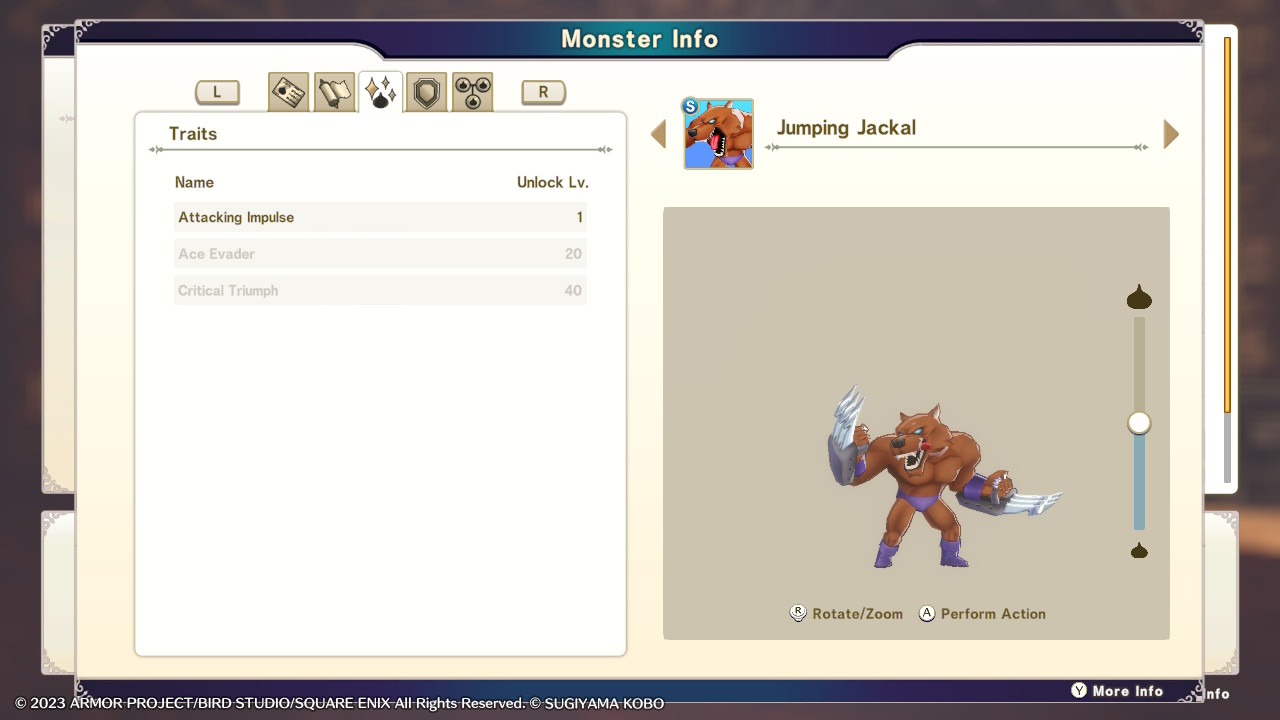 Monster Info
L
R
Traits
Name Unlock Lv.
Attacking Impulse 1
Ace Evader 20
Critical Triumph 40
S
Jumping Jackal
R Rotate/Zoom A Perform Action
Y More Info
nfo
© 2023 ARMOR PROJECT/BIRD STUDIO/SQUARE ENIX All Rights Reserved. © SUGIYAMA KOBO